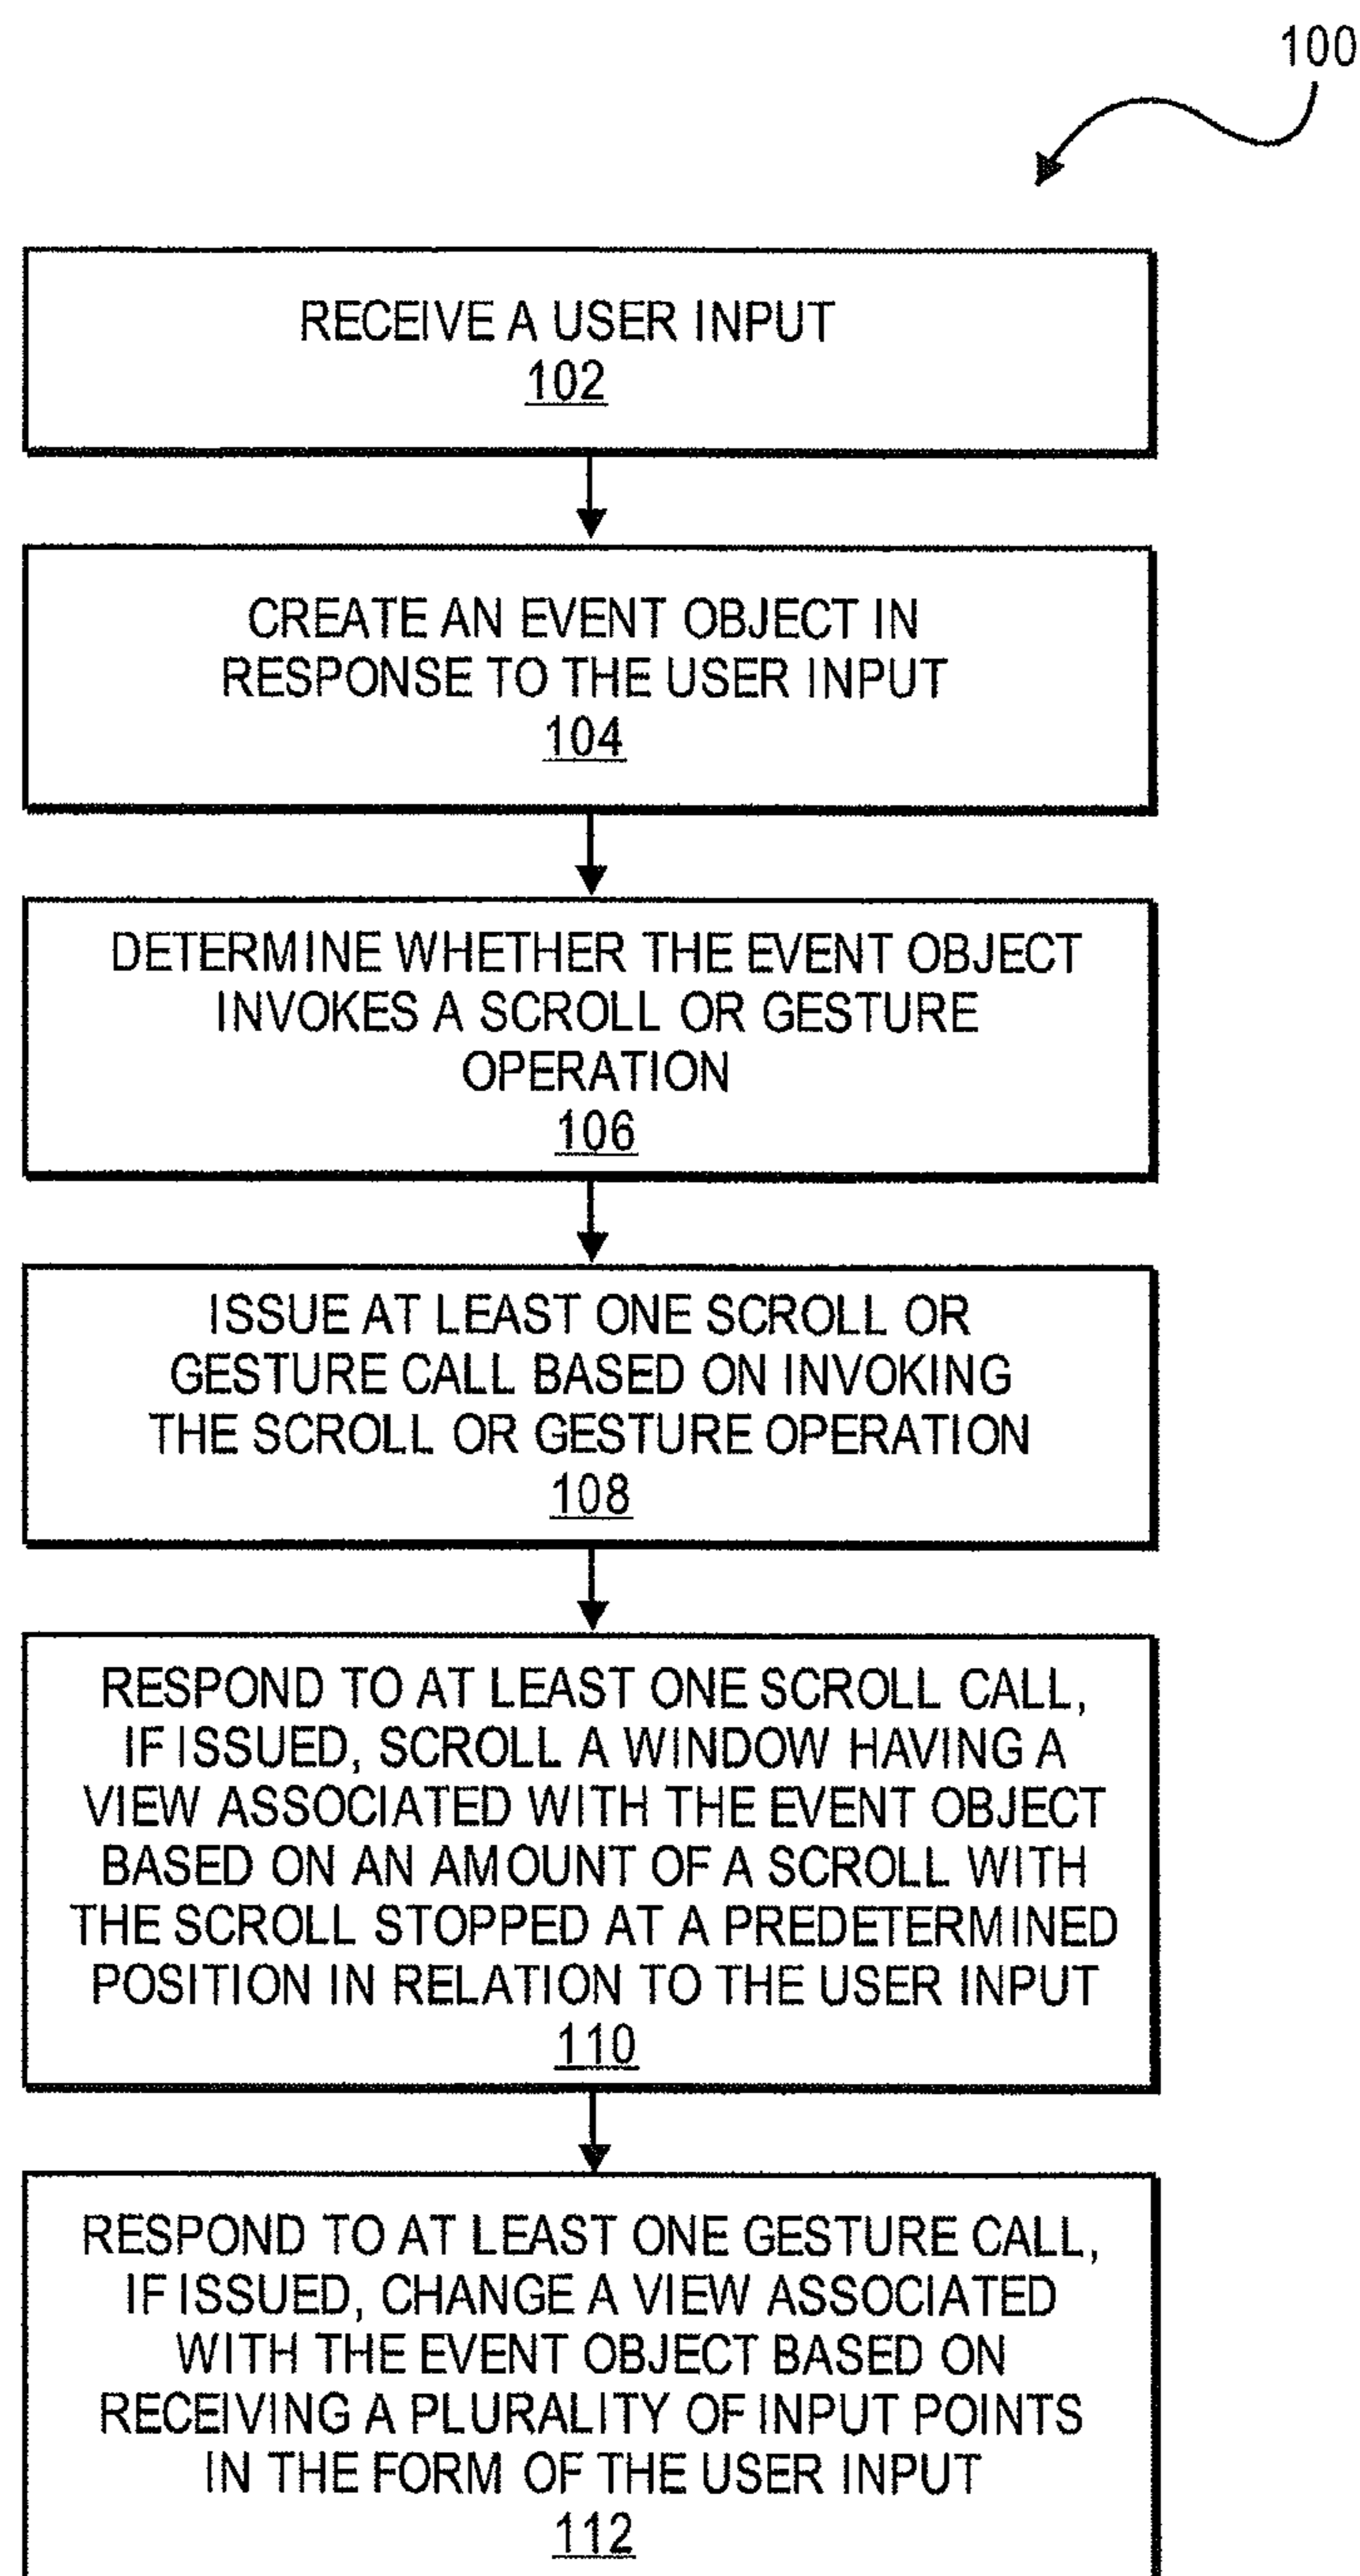 100
RECEIVE A USER INPUT
102
CREATE AN EVENT OBJECT IN
RESPONSE TO THE USER INPUT
104
DETERMINE WHETHER THE EVENT OBJECT
INVOKES A SCROLL OR GESTURE
OPERATION
106
ISSUE AT LEAST ONE SCROLL OR
GESTURE CALL BASED ON INVOKING
THE SCROLL OR GESTURE OPERATION
108
RESPOND TO AT LEAST ONE SCROLL CALL,
IF ISSUED, SCROLL A WINDOW HAVING A
VIEW ASSOCIATED WITH THE EVENT OBJECT
BASED ON AN AMOUNT OF A SCROLL WITH
THE SCROLL STOPPED AT A PREDETERMINED
POSITION IN RELATION TO THE USER INPUT
110
RESPOND TO AT LEAST ONE GESTURE CALL,
IF ISSUED, CHANGE A VIEW ASSOCIATED
WITH THE EVENT OBJECT BASED ON
RECEIVING A PLURALITY OF INPUT POINTS
IN THE FORM OF THE USER INPUT
112